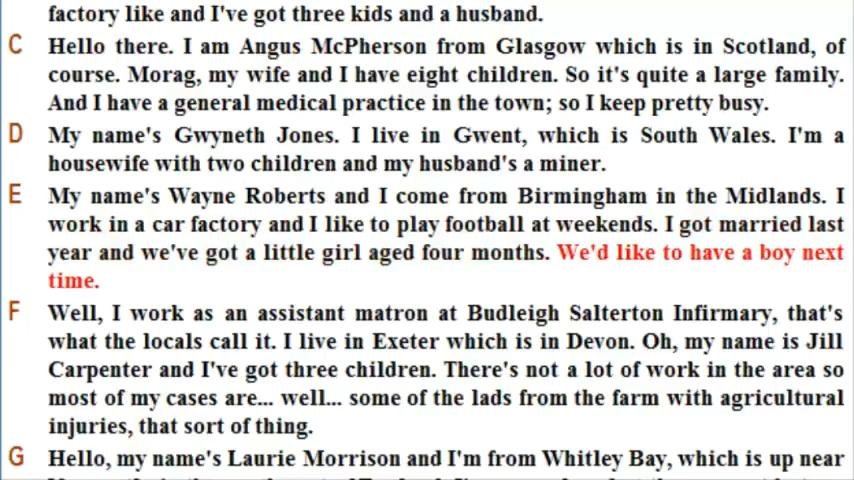 factory like and I've got three kids and a husband.
C Hello there. I am Angus McPherson from Glasgow which is in Scotland, of
course. Morag, my wife and I have eight children. So it's quite a large family.
And I have a general medical practice in the town; so I keep pretty busy.
D My name's Gwyneth Jones. I live in Gwent, which is South Wales. I'm a
housewife with two children and my husband's a miner.
E My name's Wayne Roberts and I come from Birmingham in the Midlands. I
work in a car factory and I like to play football at weekends. I got married last
year and we've got a little girl aged four months. We'd like to have a boy next
time.
F Well, I work as an assistant matron at Budleigh Salterton Infirmary, that's
what the locals call it. I live in Exeter which is in Devon. Oh, my name is Jill
Carpenter and I've got three children. There's not a lot of work in the area so
most of my cases are... well... some of the lads from the farm with agricultural
injuries, that sort of thing.
G Hello, my name's Laurie Morrison and I'm from Whitley Bay, which is up near